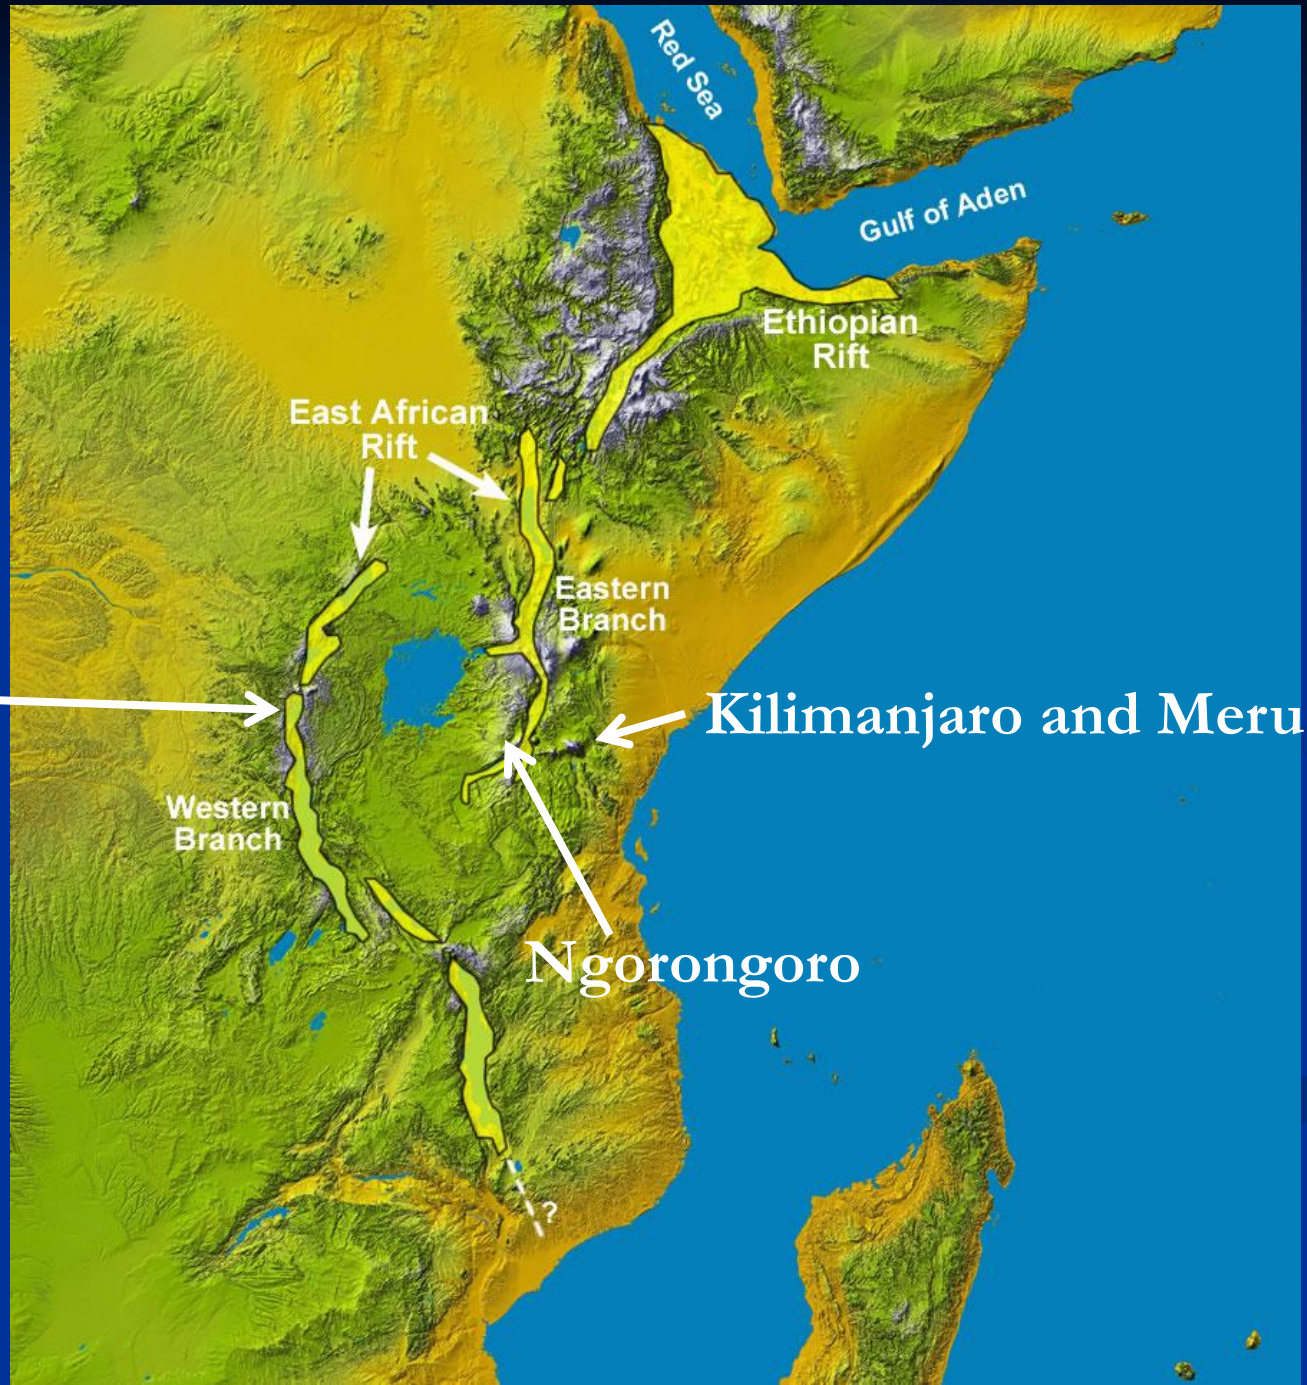 Red Sea
Gulf of Aden
Ethiopian
Rift
East African
Rift
Eastern
Branch
Kilimanjaro and Meru
Western
Branch
Ngorongoro
?